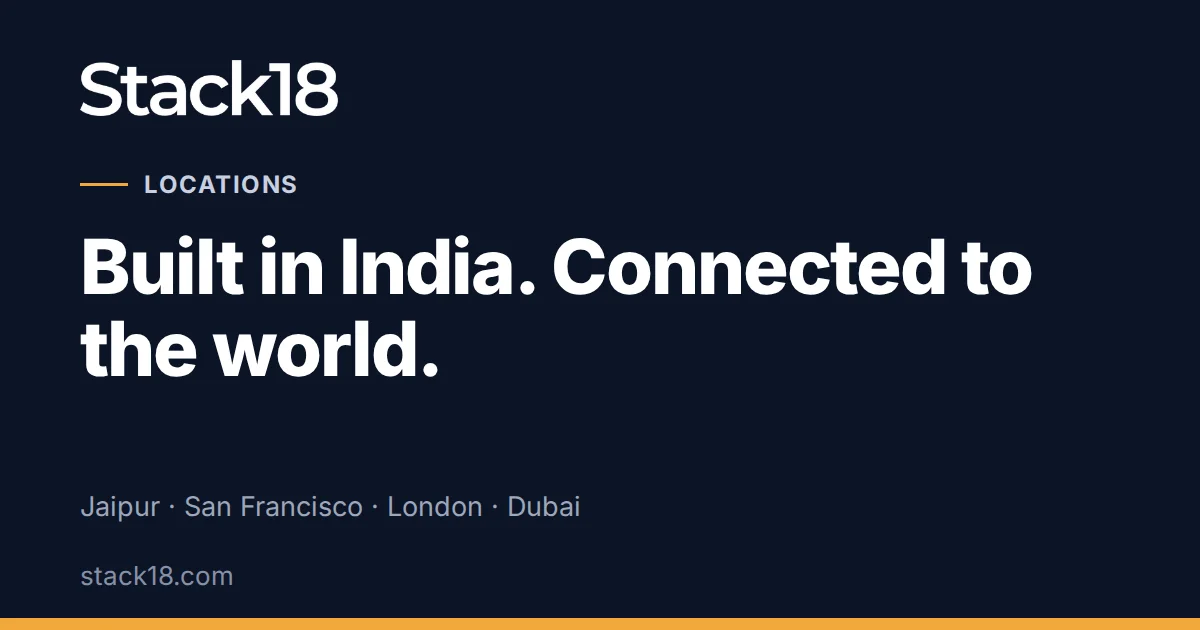 Stack18
LOCATIONS
Built in India. Connected to
the world.
Jaipur · San Francisco · London · Dubai
stack18.com